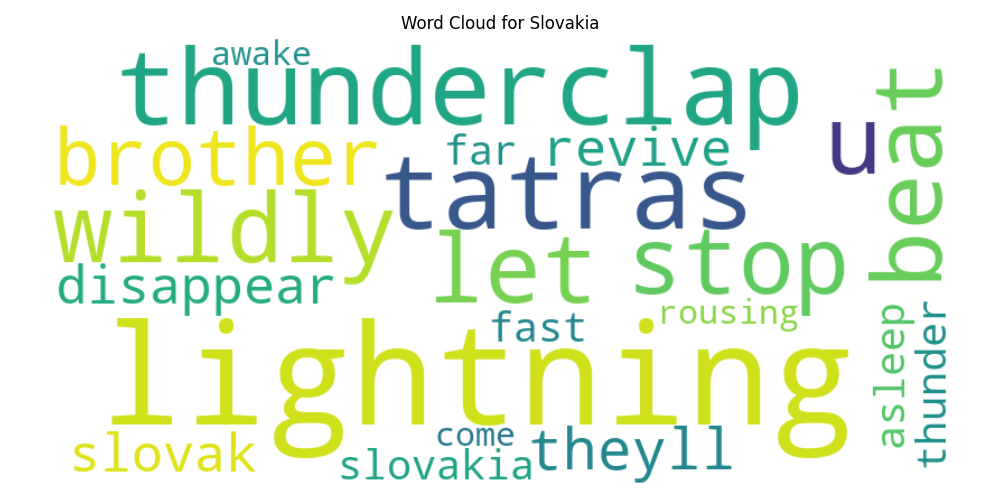 Word Cloud for Slovakia
awake
thunderclap
beat
u
brother
far
revive
tatras
wildly
let
stop
disappear
rousing
fast
asleep
thunder
lightning
come
theyll
slovak
slovakia